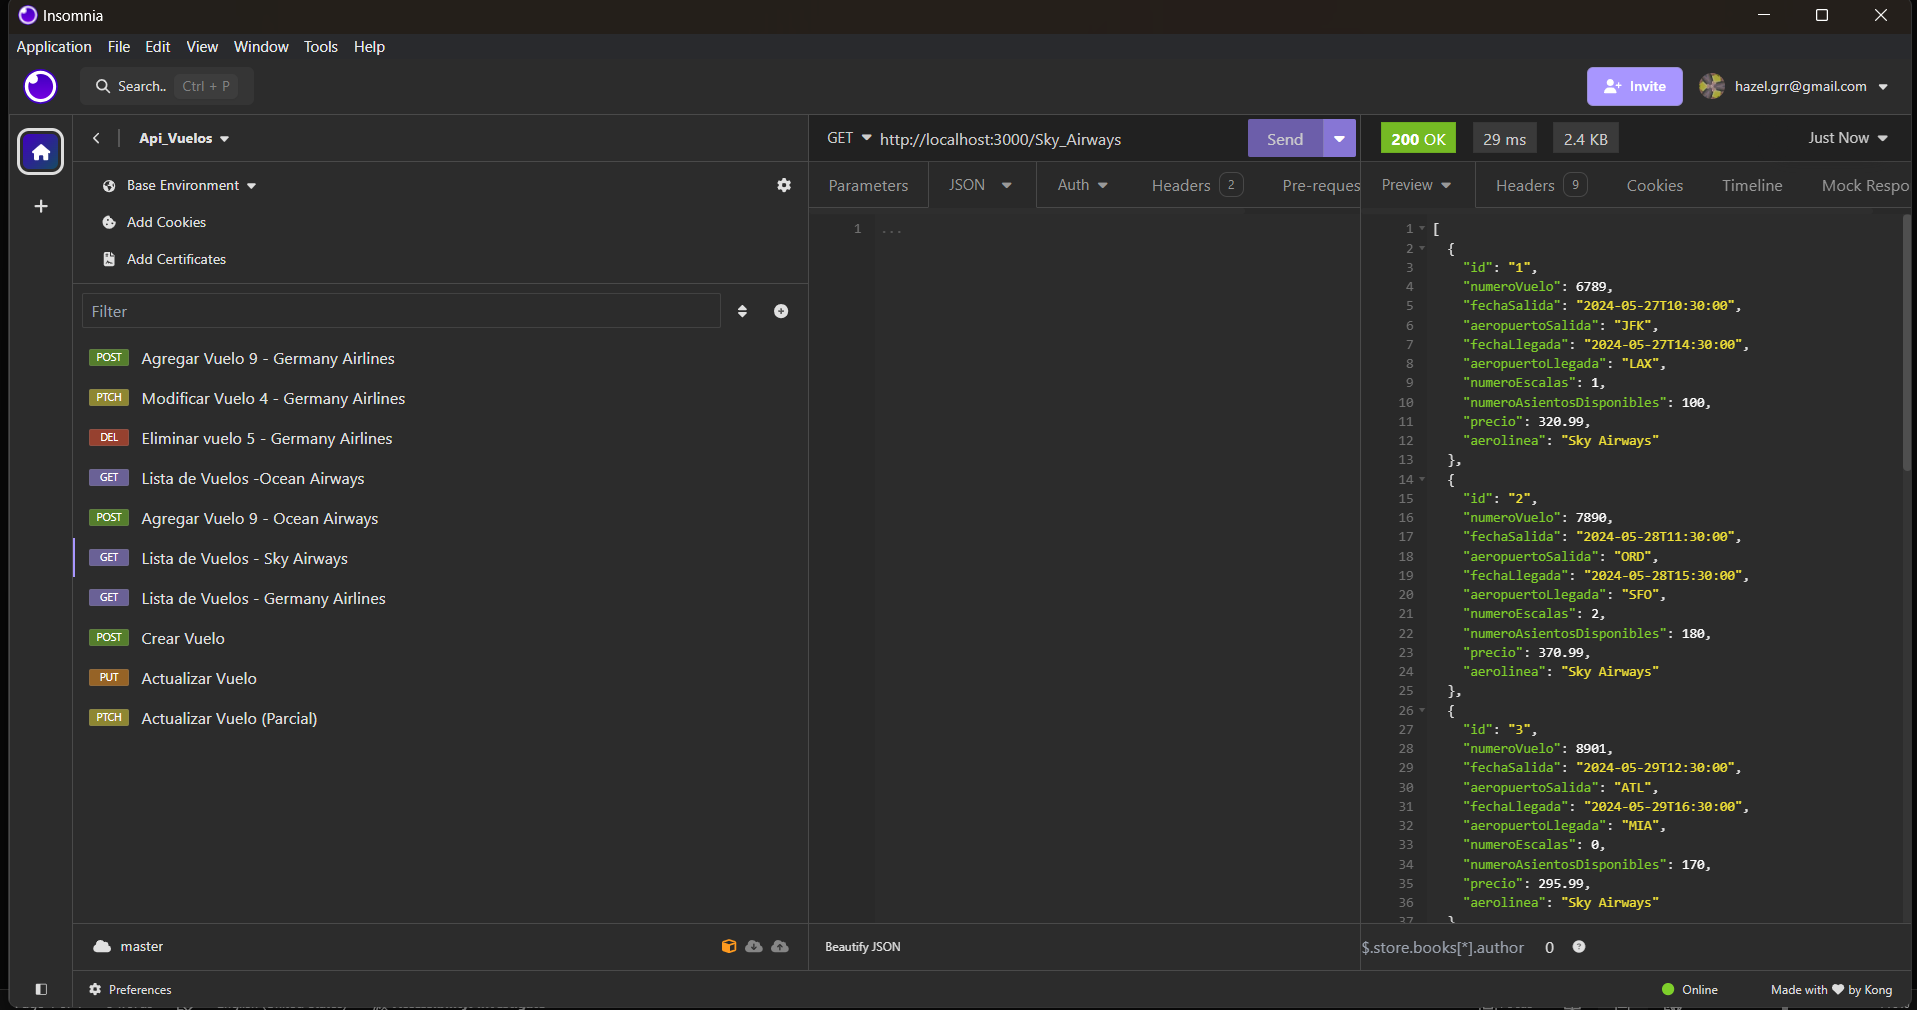 Insomnia
Application File Edit View Window Tools Help
Search.. Ctrl + P
Invite
hazel.grr@gmail.com
Api_Vuelos
Base Environment
Add Cookies
Add Certificates
Filter
POST Agregar Vuelo 9 - Germany Airlines
PTCH Modificar Vuelo 4 - Germany Airlines
DEL Eliminar vuelo 5 - Germany Airlines
GET Lista de Vuelos -Ocean Airways
POST Agregar Vuelo 9 - Ocean Airways
GET Lista de Vuelos - Sky Airways
GET Lista de Vuelos - Germany Airlines
POST Crear Vuelo
PUT Actualizar Vuelo
PTCH Actualizar Vuelo (Parcial)
master
Preferences
GET http://localhost:3000/Sky_Airways Send
Parameters JSON Auth Headers 2 Pre-reques
1 ...
Beautify JSON
200 OK 29 ms 2.4 KB Just Now
Preview Headers 9 Cookies Timeline Mock Respo
1 [
2 {
3 "id": "1",
4 "numeroVuelo": 6789,
5 "fechaSalida": "2024-05-27T10:30:00",
6 "aeropuertoSalida": "JFK",
7 "fechaLlegada": "2024-05-27T14:30:00",
8 "aeropuertoLlegada": "LAX",
9 "numeroEscalas": 1,
10 "numeroAsientosDisponibles": 100,
11 "precio": 320.99,
12 "aerolinea": "Sky Airways"
13 },
14 {
15 "id": "2",
16 "numeroVuelo": 7890,
17 "fechaSalida": "2024-05-28T11:30:00",
18 "aeropuertoSalida": "ORD",
19 "fechaLlegada": "2024-05-28T15:30:00",
20 "aeropuertoLlegada": "SFO",
21 "numeroEscalas": 2,
22 "numeroAsientosDisponibles": 180,
23 "precio": 370.99,
24 "aerolinea": "Sky Airways"
25 },
26 {
27 "id": "3",
28 "numeroVuelo": 8901,
29 "fechaSalida": "2024-05-29T12:30:00",
30 "aeropuertoSalida": "ATL",
31 "fechaLlegada": "2024-05-29T16:30:00",
32 "aeropuertoLlegada": "MIA",
33 "numeroEscalas": 0,
34 "numeroAsientosDisponibles": 170,
35 "precio": 295.99,
36 "aerolinea": "Sky Airways"
37 }
$.store.books[*].author 0
Online
Made with ❤ by Kong